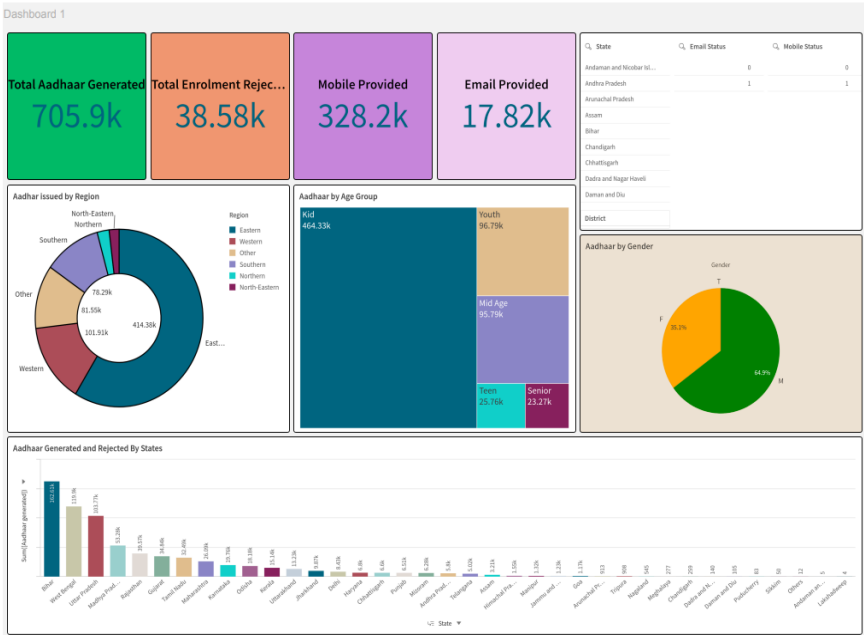 Dashboard 1
Total Aadhaar Generated
705.9k
Total Enrolment Rejec...
38.58k
Mobile Provided
328.2k
Email Provided
17.82k
State
Email Status
Mobile Status
Andaman and Nicobar Isl...
0
0
Andhra Pradesh
1
1
Arunachal Pradesh
Assam
Bihar
Chandigarh
Chhattisgarh
Dadra and Nagar Haveli
Daman and Diu
District
Aadhar issued by Region
North-Eastern
Northern
Southern
Other
Western
East...
78.29k
81.55k
101.91k
414.38k
Region
Eastern
Western
Other
Southern
Northern
North-Eastern
Aadhaar by Age Group
Kid
464.33k
Youth
96.79k
Mid Age
95.79k
Teen
25.76k
Senior
23.27k
Aadhaar by Gender
Gender
T
F
35.1%
64.9%
M
Aadhaar Generated and Rejected By States
Sum([Aadhaar generated])
119.9k
103.77k
53.28k
Bihar
West Bengal
Uttar Pradesh
Madhya Prad...
Rajasthan
Gujarat
Tamil Nadu
Maharashtra
Karnataka
Odisha
Kerala
Uttarakhand
Jharkhand
Delhi
Haryana
Chhattisgarh
Punjab
Mizoram
Andhra Prad...
Telangana
Assam
Himachal Pra...
Manipur
Jammu and ...
Goa
Arunachal Pr...
Tripura
Nagaland
Meghalaya
Chandigarh
Dadra and N...
Daman and Diu
Puducherry
Sikkim
Others
Andaman an...
Lakshadweep
State